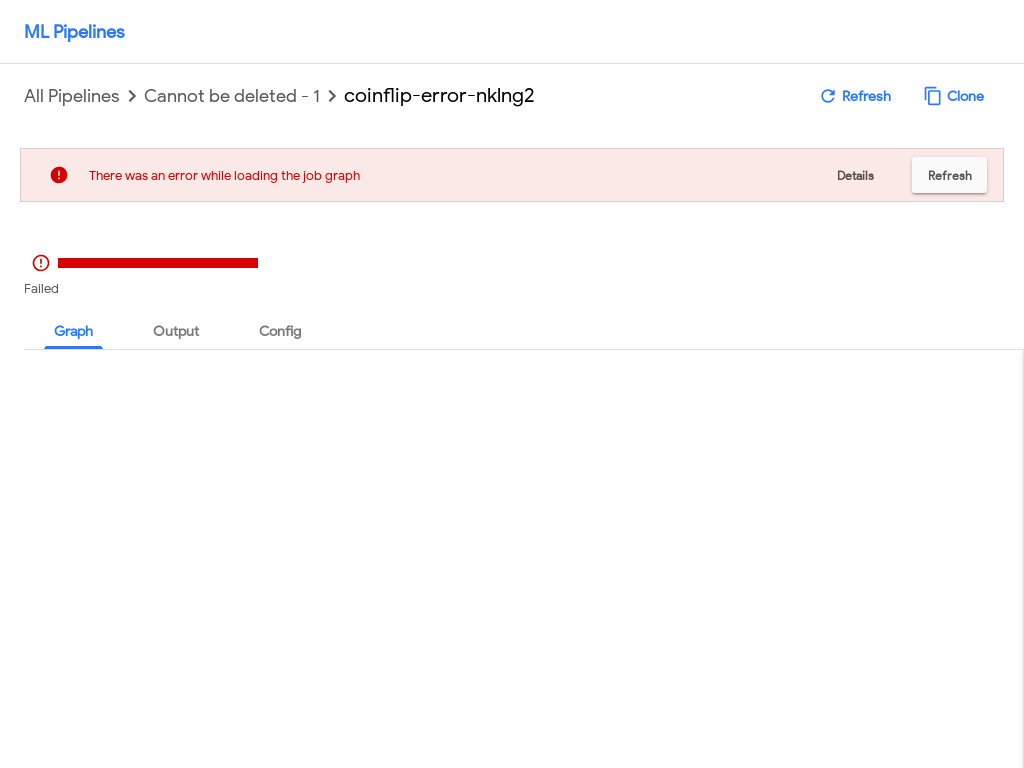 ML Pipelines
All Pipelines > Cannot be deleted - 1 > coinflip-error-nklng2
Refresh
Clone
There was an error while loading the job graph
Details
Refresh
Failed
Graph
Output
Config